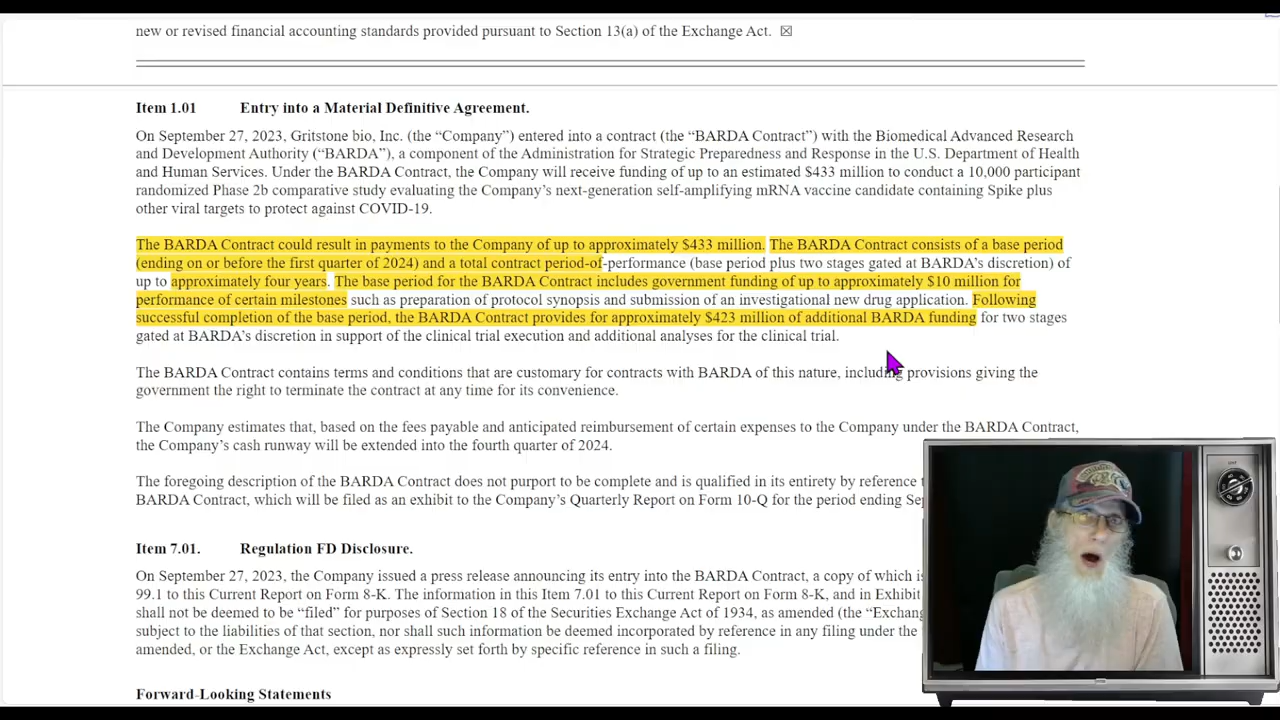 new or revised financial accounting standards provided pursuant to Section 13(a) of the Exchange Act. ☒
Item 1.01 Entry into a Material Definitive Agreement.
On September 27, 2023, Gritstone bio, Inc. (the “Company”) entered into a contract (the “BARDA Contract”) with the Biomedical Advanced Research
and Development Authority (“BARDA”), a component of the Administration for Strategic Preparedness and Response in the U.S. Department of Health
and Human Services. Under the BARDA Contract, the Company will receive funding of up to an estimated $433 million to conduct a 10,000 participant
randomized Phase 2b comparative study evaluating the Company’s next-generation self-amplifying mRNA vaccine candidate containing Spike plus
other viral targets to protect against COVID-19.
The BARDA Contract could result in payments to the Company of up to approximately $433 million. The BARDA Contract consists of a base period
(ending on or before the first quarter of 2024) and a total contract period-of-performance (base period plus two stages gated at BARDA’s discretion) of
up to approximately four years. The base period for the BARDA Contract includes government funding of up to approximately $10 million for
performance of certain milestones such as preparation of protocol synopsis and submission of an investigational new drug application. Following
successful completion of the base period, the BARDA Contract provides for approximately $423 million of additional BARDA funding for two stages
gated at BARDA’s discretion in support of the clinical trial execution and additional analyses for the clinical trial.
The BARDA Contract contains terms and conditions that are customary for contracts with BARDA of this nature, including provisions giving the
government the right to terminate the contract at any time for its convenience.
The Company estimates that, based on the fees payable and anticipated reimbursement of certain expenses to the Company under the BARDA Contract,
the Company’s cash runway will be extended into the fourth quarter of 2024.
The foregoing description of the BARDA Contract does not purport to be complete and is qualified in its entirety by reference
BARDA Contract, which will be filed as an exhibit to the Company’s Quarterly Report on Form 10-Q for the period ending
Item 7.01. Regulation FD Disclosure.
On September 27, 2023, the Company issued a press release announcing its entry into the BARDA Contract, a copy of which
99.1 to this Current Report on Form 8-K. The information in this Item 7.01 to this Current Report on Form 8-K, and in Exhibit
shall not be deemed to be “filed” for purposes of Section 18 of the Securities Exchange Act of 1934, as amended (the
subject to the liabilities of that section, nor shall such information be deemed incorporated by reference in any filing under the
amended, or the Exchange Act, except as expressly set forth by specific reference in such a filing.
Forward-Looking Statements